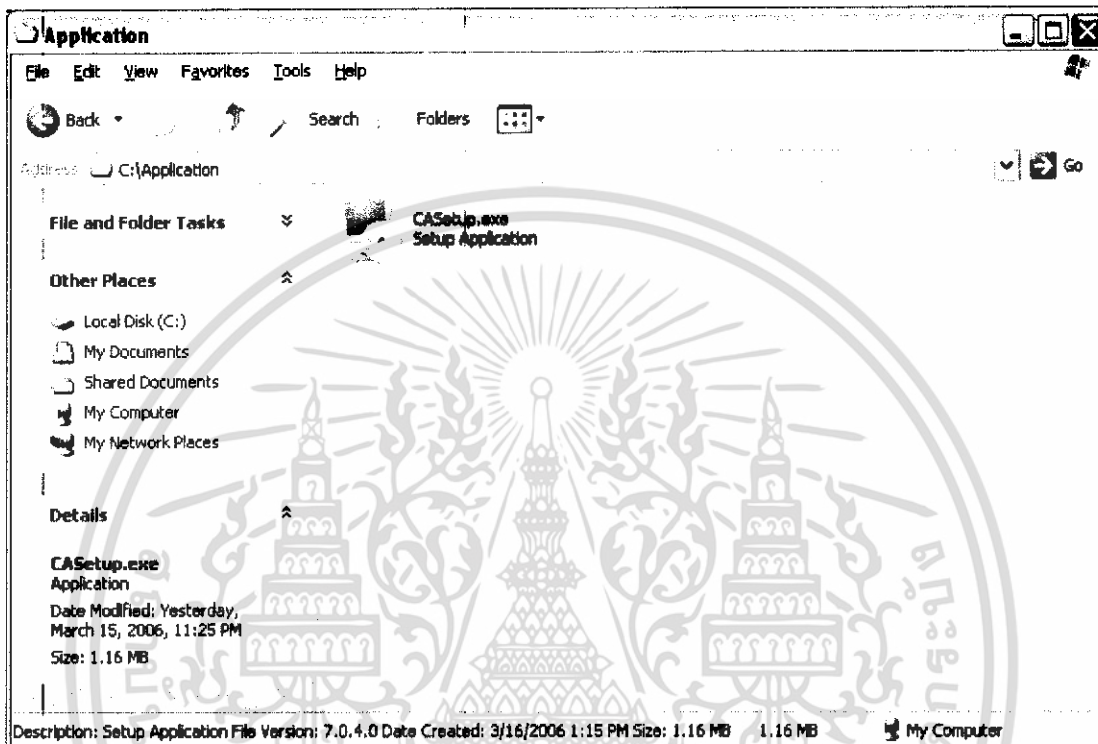 Application
File Edit View Favorites Tools Help
Back Search Folders
Address C:\Application Go
File and Folder Tasks
CASetup.exe
Setup Application
Other Places
Local Disk (C:)
My Documents
Shared Documents
My Computer
My Network Places
Details
CASetup.exe
Application
Date Modified: Yesterday,
March 15, 2006, 11:25 PM
Size: 1.16 MB
Description: Setup Application File Version: 7.0.4.0 Date Created: 3/16/2006 1:15 PM Size: 1.16 MB 1.16 MB My Computer